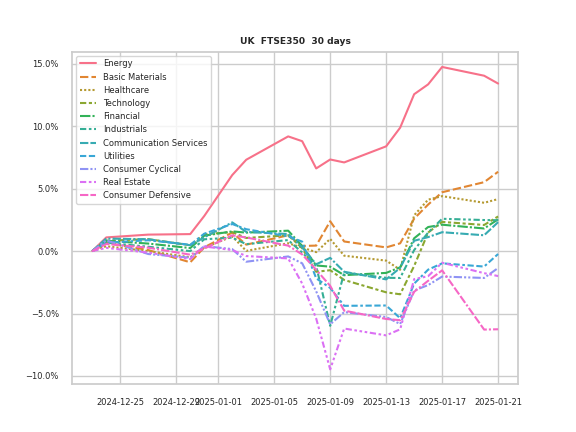 UK FTSE350 30 days
15.0%
10.0%
5.0%
0.0%
−5.0%
−10.0%
Energy
Basic Materials
Healthcare
Technology
Financial
Industrials
Communication Services
Utilities
Consumer Cyclical
Real Estate
Consumer Defensive
2024-12-25 2024-12-29 2025-01-01 2025-01-05 2025-01-09 2025-01-13 2025-01-17 2025-01-21